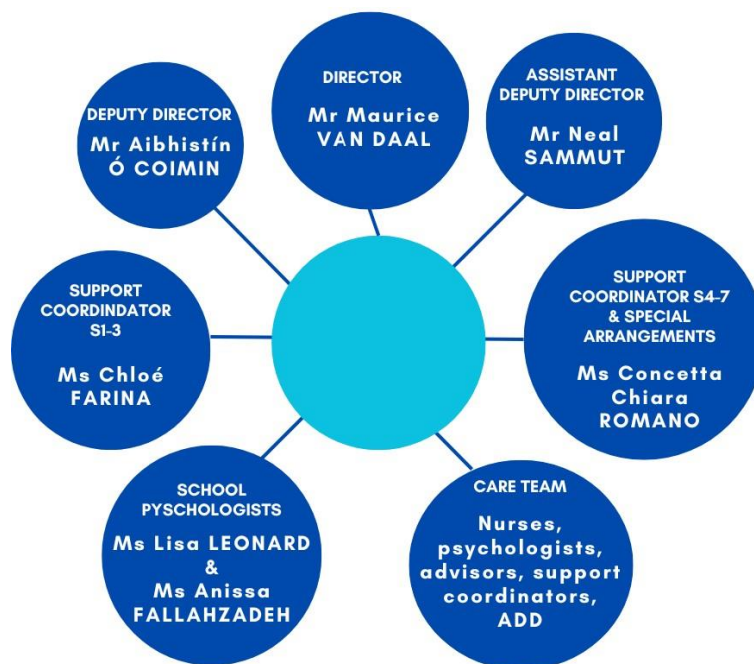 DIRECTOR
Mr Maurice
VAN DAAL
ASSISTANT
DEPUTY DIRECTOR
Mr Neal
SAMMUT
DEPUTY DIRECTOR
Mr Aibhistín
Ó COIMIN
SUPPORT
COORDINDATOR
S1-3
Ms Chloé
FARINA
SUPPORT
COORDINATOR S4-7
& SPECIAL
ARRANGEMENTS
Ms Concetta
Chiara
ROMANO
SCHOOL
PYSCHOLOGISTS
Ms Lisa LEONARD
&
Ms Anissa
FALLAHZADEH
CARE TEAM
Nurses,
psychologists,
advisors, support
coordinators,
ADD